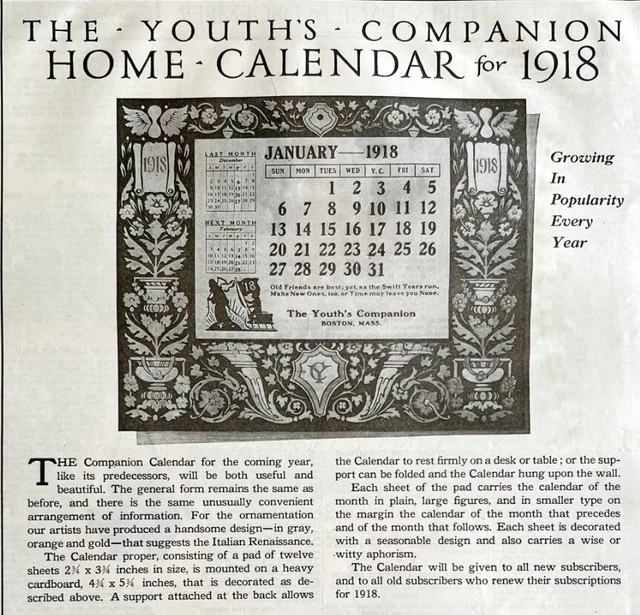 THE · YOUTH'S · COMPANION
HOME · CALENDAR for 1918
1918
LAST MONTH
December
JANUARY—1918
SUN MON TUES WED Y.C. FRI SAT
1 2 3 4 5
6 7 8 9 10 11 12
13 14 15 16 17 18 19
20 21 22 23 24 25 26
27 28 29 30 31
NEXT MONTH
February
18
Old Friends are best; yet, as the Swift Years run,
Make New Ones, too, or Time may leave you None.
The Youth's Companion
BOSTON, MASS.
1918
YC
Growing
In
Popularity
Every
Year
THE Companion Calendar for the coming year,
like its predecessors, will be both useful and
beautiful. The general form remains the same as
before, and there is the same unusually convenient
arrangement of information. For the ornamentation
our artists have produced a handsome design—in gray,
orange and gold—that suggests the Italian Renaissance.
The Calendar proper, consisting of a pad of twelve
sheets 2¾ x 3¾ inches in size, is mounted on a heavy
cardboard, 4¾ x 5¾ inches, that is decorated as de-
scribed above. A support attached at the back allows
the Calendar to rest firmly on a desk or table; or the sup-
port can be folded and the Calendar hung upon the wall.
Each sheet of the pad carries the calendar of the
month in plain, large figures, and in smaller type on
the margin the calendar of the month that precedes
and of the month that follows. Each sheet is decorated
with a seasonable design and also carries a wise or
witty aphorism.
The Calendar will be given to all new subscribers,
and to all old subscribers who renew their subscriptions
for 1918.